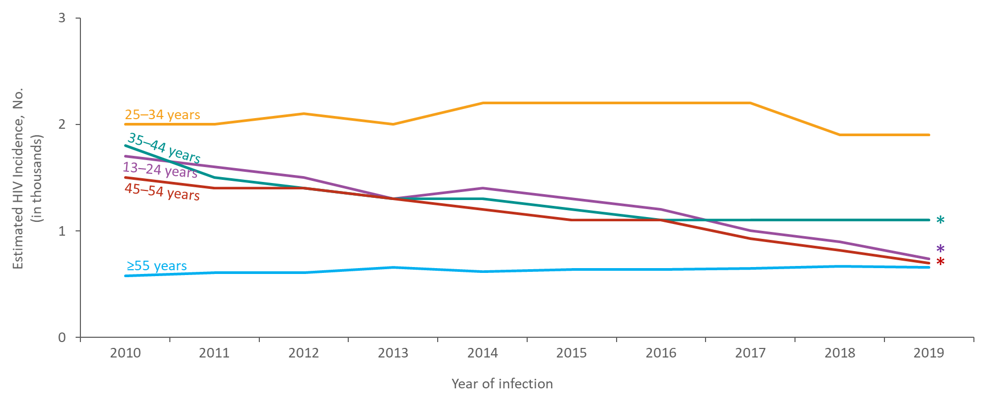 Estimated HIV Incidence, No.
(in thousands)
3
2
1
0
25–34 years
35–44 years
13–24 years
45–54 years
≥55 years
*
*
*
2010 2011 2012 2013 2014 2015 2016 2017 2018 2019
Year of infection